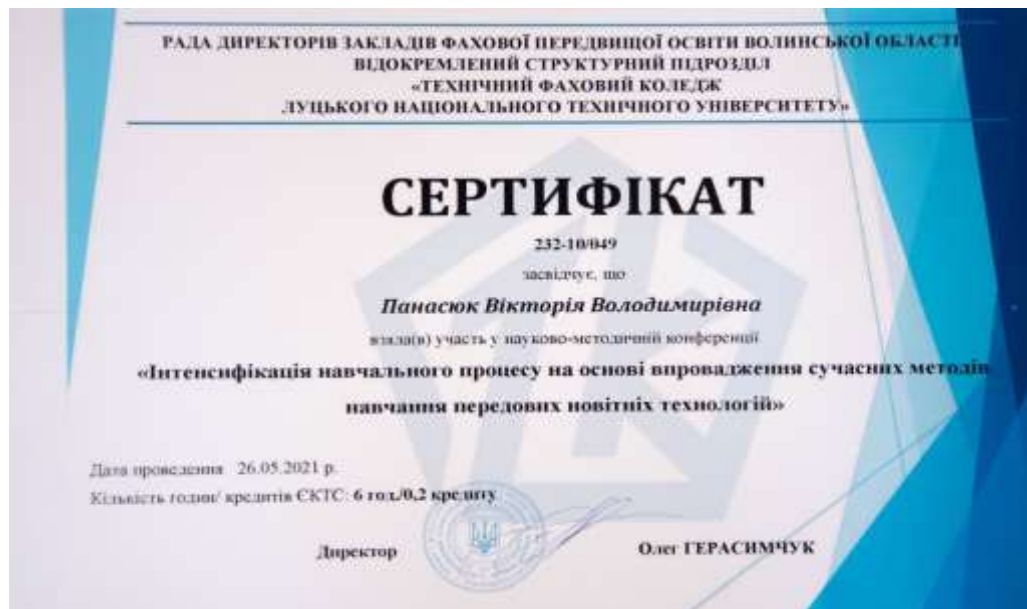 РАДА ДИРЕКТОРІВ ЗАКЛАДІВ ФАХОВОЇ ПЕРЕДВИЩОЇ ОСВІТИ ВОЛИНСЬКОЇ ОБЛАСТІ
ВІДОКРЕМЛЕНИЙ СТРУКТУРНИЙ ПІДРОЗДІЛ
«ТЕХНІЧНИЙ ФАХОВИЙ КОЛЕДЖ
ЛУЦЬКОГО НАЦІОНАЛЬНОГО ТЕХНІЧНОГО УНІВЕРСИТЕТУ»
СЕРТИФІКАТ
232-10/049
засвідчує, що
Панасюк Вікторія Володимирівна
взяла(в) участь у науково-методичній конференції
«Інтенсифікація навчального процесу на основі впровадження сучасних методів
навчання передових новітніх технологій»
Дата проведення 26.05.2021 р.
Кількість годин/ кредитів ЄКТС: 6 год./0,2 кредиту
Директор Олег ГЕРАСИМЧУК